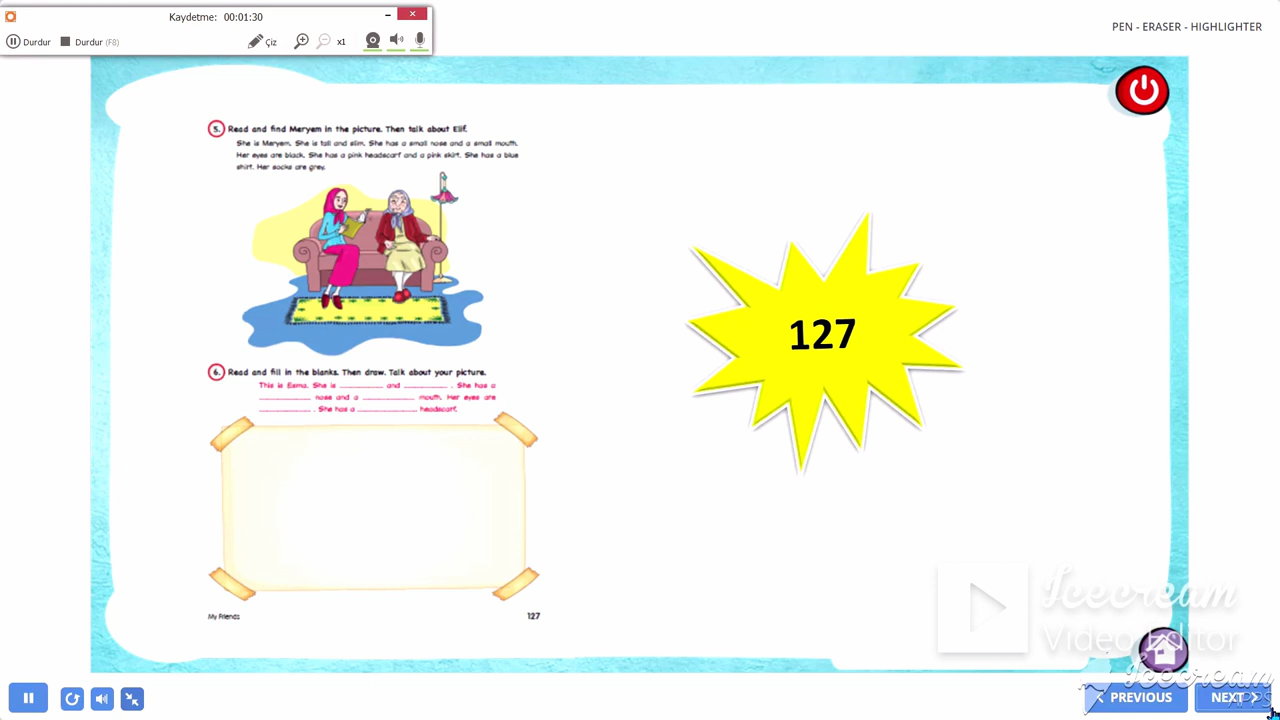 Kaydetme: 00:01:30
Durdur Durdur (F8) Çiz x1
PEN - ERASER - HIGHLIGHTER
5. Read and find Meryem in the picture. Then talk about Elif.
She is Meryem. She is tall and slim. She has a small nose and a small mouth.
Her eyes are black. She has a pink headscarf and a pink skirt. She has a blue
shirt. Her socks are grey.
127
6. Read and fill in the blanks. Then draw. Talk about your picture.
This is Esma. She is __________ and __________ . She has a
__________ nose and a __________ mouth. Her eyes are
__________ . She has a __________ headscarf.
My Friends 127
Icecream
Video Editor
Icecream
APPS
PREVIOUS NEXT